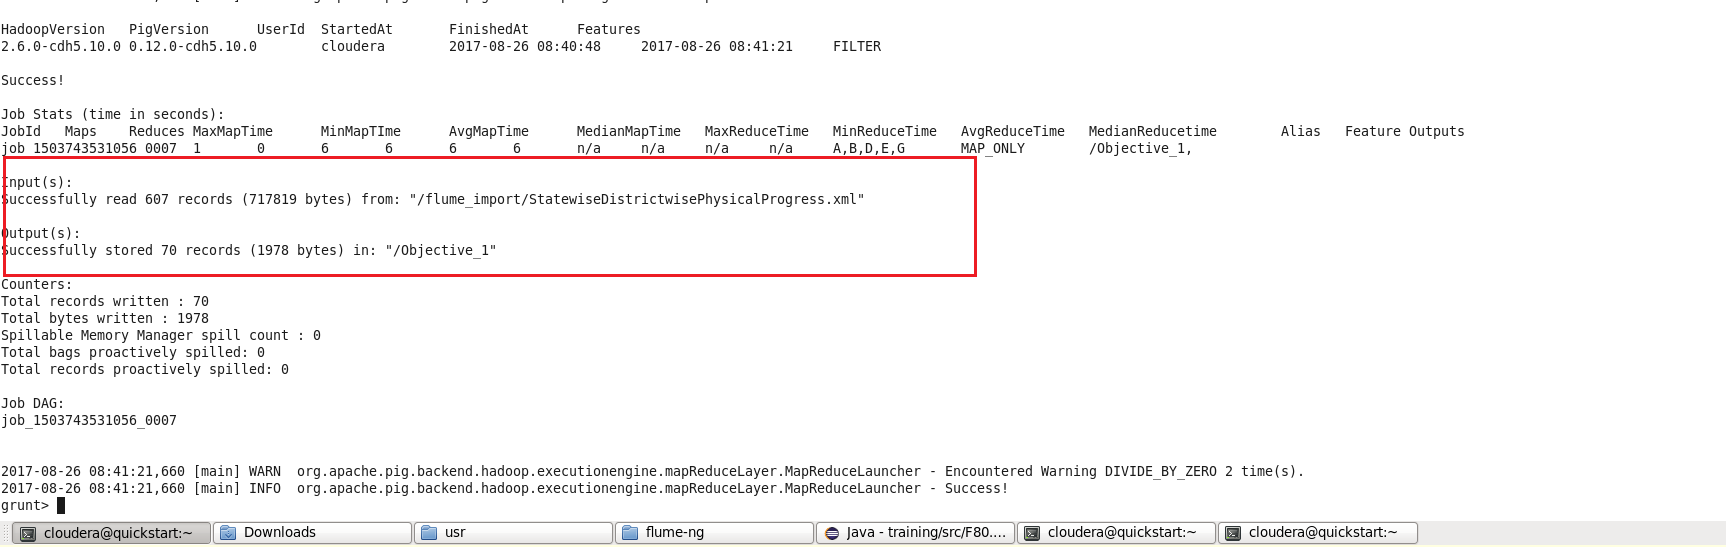 HadoopVersion PigVersion UserId StartedAt FinishedAt Features
2.6.0-cdh5.10.0 0.12.0-cdh5.10.0 cloudera 2017-08-26 08:40:48 2017-08-26 08:41:21 FILTER
Success!
Job Stats (time in seconds):
JobId Maps Reduces MaxMapTime MinMapTIme AvgMapTime MedianMapTime MaxReduceTime MinReduceTime AvgReduceTime MedianReducetime Alias Feature Outputs
job_1503743531056_0007 1 0 6 6 6 6 n/a n/a n/a n/a A,B,D,E,G MAP_ONLY /Objective_1,
Input(s):
Successfully read 607 records (717819 bytes) from: "/flume_import/StatewiseDistrictwisePhysicalProgress.xml"
Output(s):
Successfully stored 70 records (1978 bytes) in: "/Objective_1"
Counters:
Total records written : 70
Total bytes written : 1978
Spillable Memory Manager spill count : 0
Total bags proactively spilled: 0
Total records proactively spilled: 0
Job DAG:
job_1503743531056_0007
2017-08-26 08:41:21,660 [main] WARN org.apache.pig.backend.hadoop.executionengine.mapReduceLayer.MapReduceLauncher - Encountered Warning DIVIDE_BY_ZERO 2 time(s).
2017-08-26 08:41:21,660 [main] INFO org.apache.pig.backend.hadoop.executionengine.mapReduceLayer.MapReduceLauncher - Success!
grunt>
cloudera@quickstart:~ Downloads usr flume-ng Java - training/src/F80.... cloudera@quickstart:~ cloudera@quickstart:~